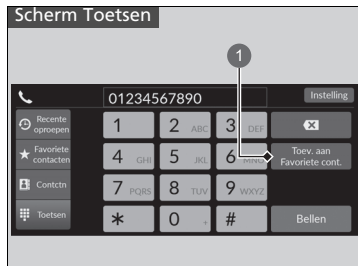 Scherm Toetsen
1
01234567890
Instelling
Recente
oproepen
1
2 ABC
3 DEF
Favoriete
contacten
4 GHI
5 JKL
6 MNO
Toev. aan
Favoriete cont.
Contctn
7 PQRS
8 TUV
9 WXYZ
Toetsen
*
0 +
#
Bellen